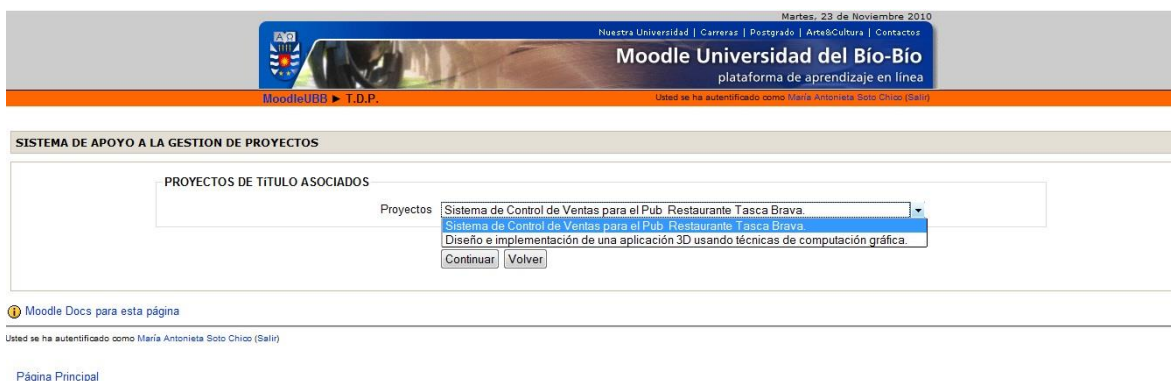 Martes, 23 de Noviembre 2010
Nuestra Universidad | Carreras | Postgrado | Arte&Cultura | Contactos
Moodle Universidad del Bío-Bío
plataforma de aprendizaje en línea
MoodleUBB ► T.D.P.
Usted se ha autentificado como María Antonieta Soto Chico (Salir)
SISTEMA DE APOYO A LA GESTION DE PROYECTOS
PROYECTOS DE TíTULO ASOCIADOS
Proyectos Sistema de Control de Ventas para el Pub Restaurante Tasca Brava.
Sistema de Control de Ventas para el Pub Restaurante Tasca Brava.
Diseño e implementación de una aplicación 3D usando técnicas de computación gráfica.
Continuar Volver
Moodle Docs para esta página
Usted se ha autentificado como María Antonieta Soto Chico (Salir)
Página Principal